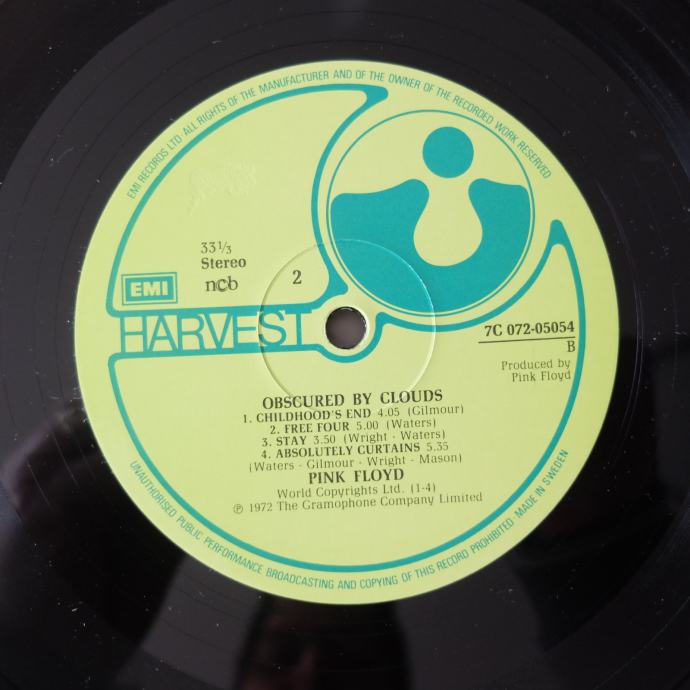 EMI RECORDS LTD ALL RIGHTS OF THE MANUFACTURER AND OF THE OWNER OF THE RECORDED WORK RESERVED
33⅓
Stereo
ncb
2
EMI
HARVEST
7C 072-05054
B
Produced by
Pink Floyd
OBSCURED BY CLOUDS
1. CHILDHOOD'S END 4.05 (Gilmour)
2. FREE FOUR 5.00 (Waters)
3. STAY 3.50 (Wright - Waters)
4. ABSOLUTELY CURTAINS 5.35
(Waters - Gilmour - Wright - Mason)
PINK FLOYD
World Copyrights Ltd. (1-4)
℗ 1972 The Gramophone Company Limited
UNAUTHORISED PUBLIC PERFORMANCE BROADCASTING AND COPYING OF THIS RECORD PROHIBITED MADE IN SWEDEN